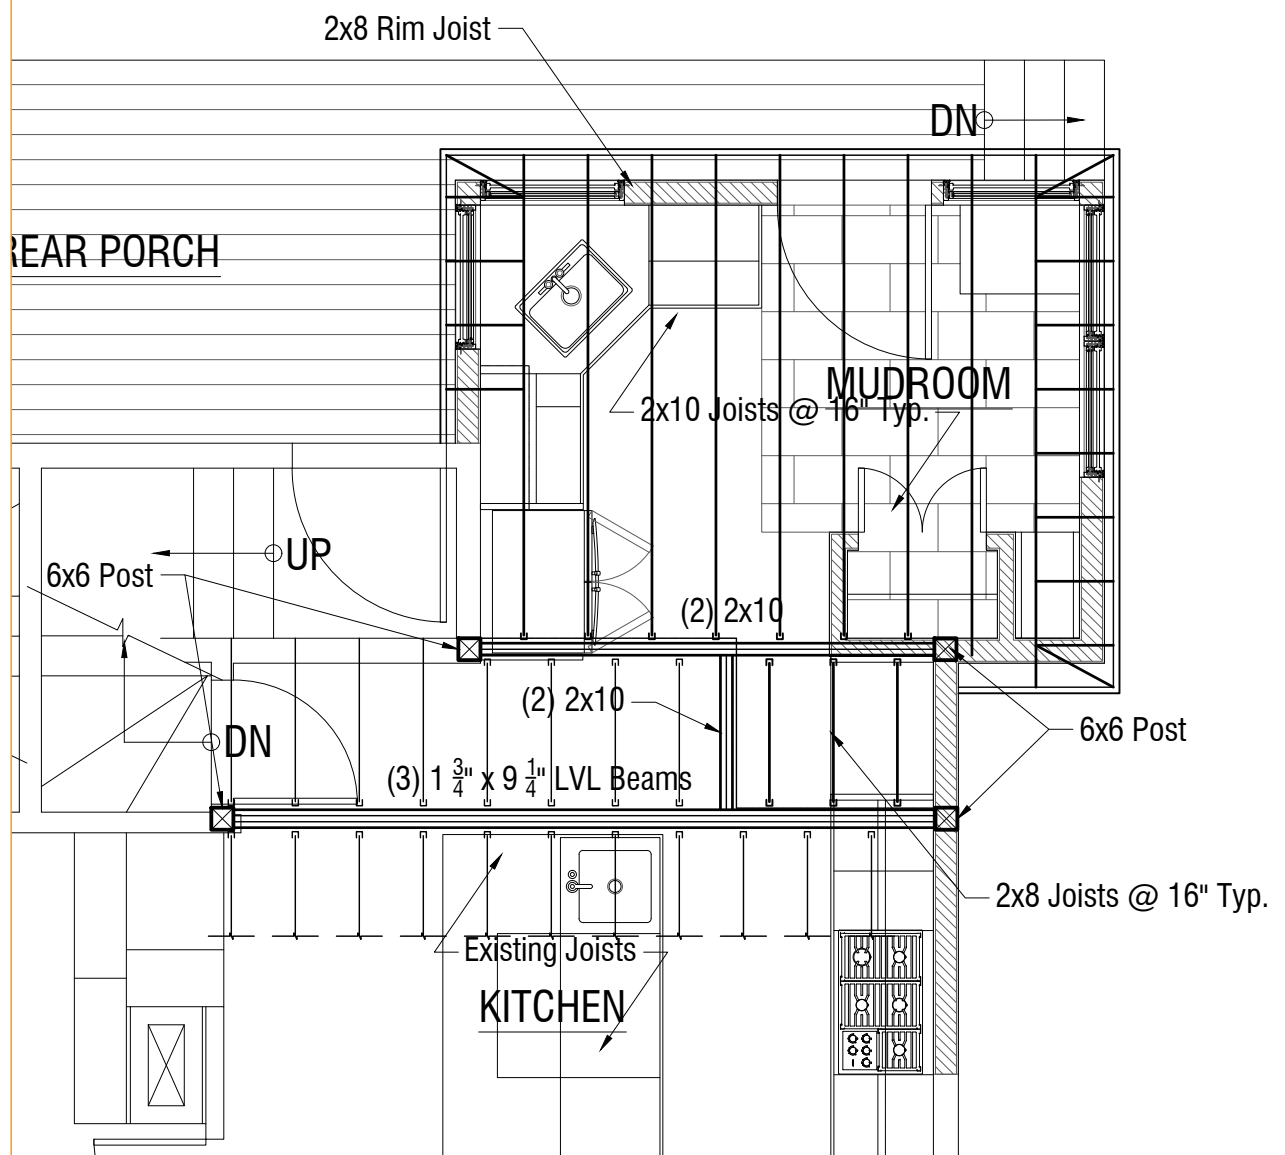 2x8 Rim Joist
DN
REAR PORCH
MUDROOM
2x10 Joists @ 16" Typ.
UP
6x6 Post
(2) 2x10
(2) 2x10
6x6 Post
DN
(3) 1 3/4" x 9 1/4" LVL Beams
2x8 Joists @ 16" Typ.
Existing Joists
KITCHEN